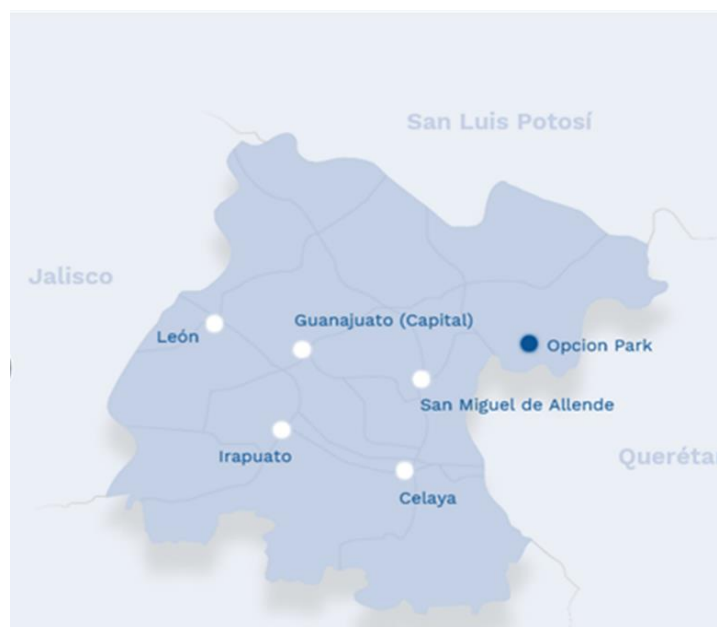 San Luis Potosí
Jalisco
Guanajuato (Capital)
León
Opcion Park
San Miguel de Allende
Irapuato
Querétar
Celaya